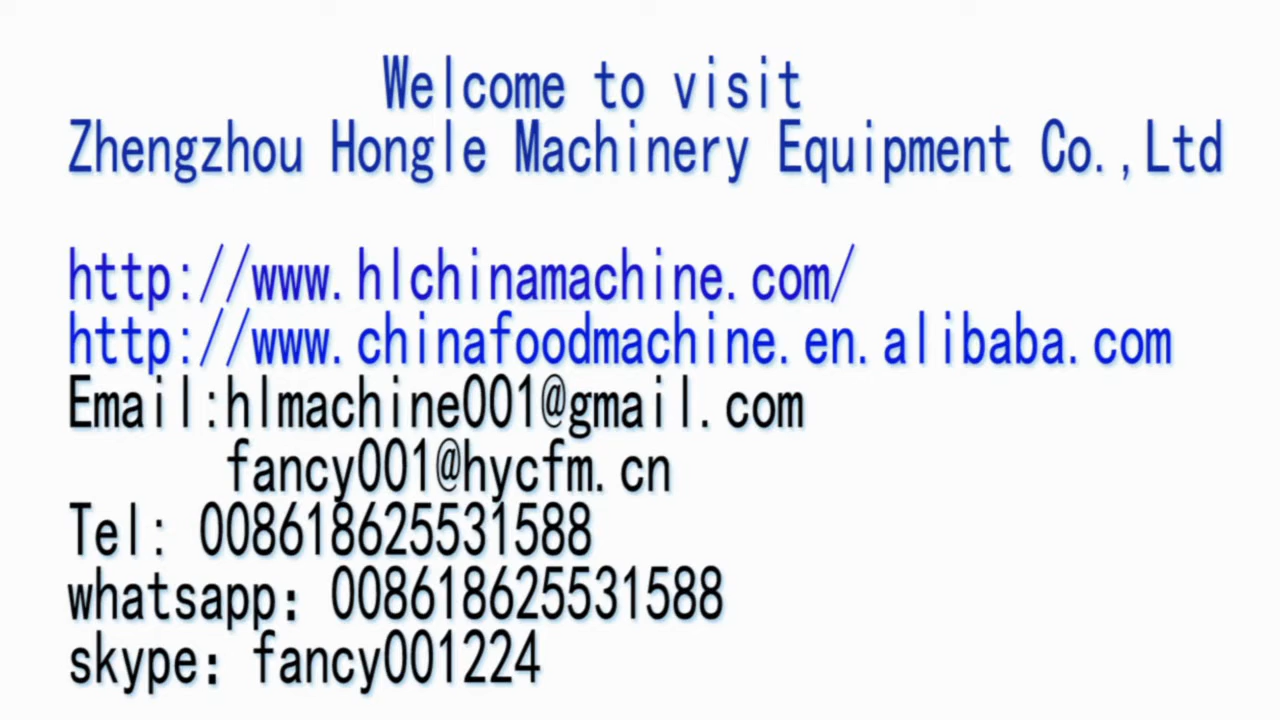 Welcome to visit
Zhengzhou Hongle Machinery Equipment Co.,Ltd
http://www.hlchinamachine.com/
http://www.chinafoodmachine.en.alibaba.com
Email:hlmachine001@gmail.com
fancy001@hycfm.cn
Tel: 008618625531588
whatsapp：008618625531588
skype：fancy001224